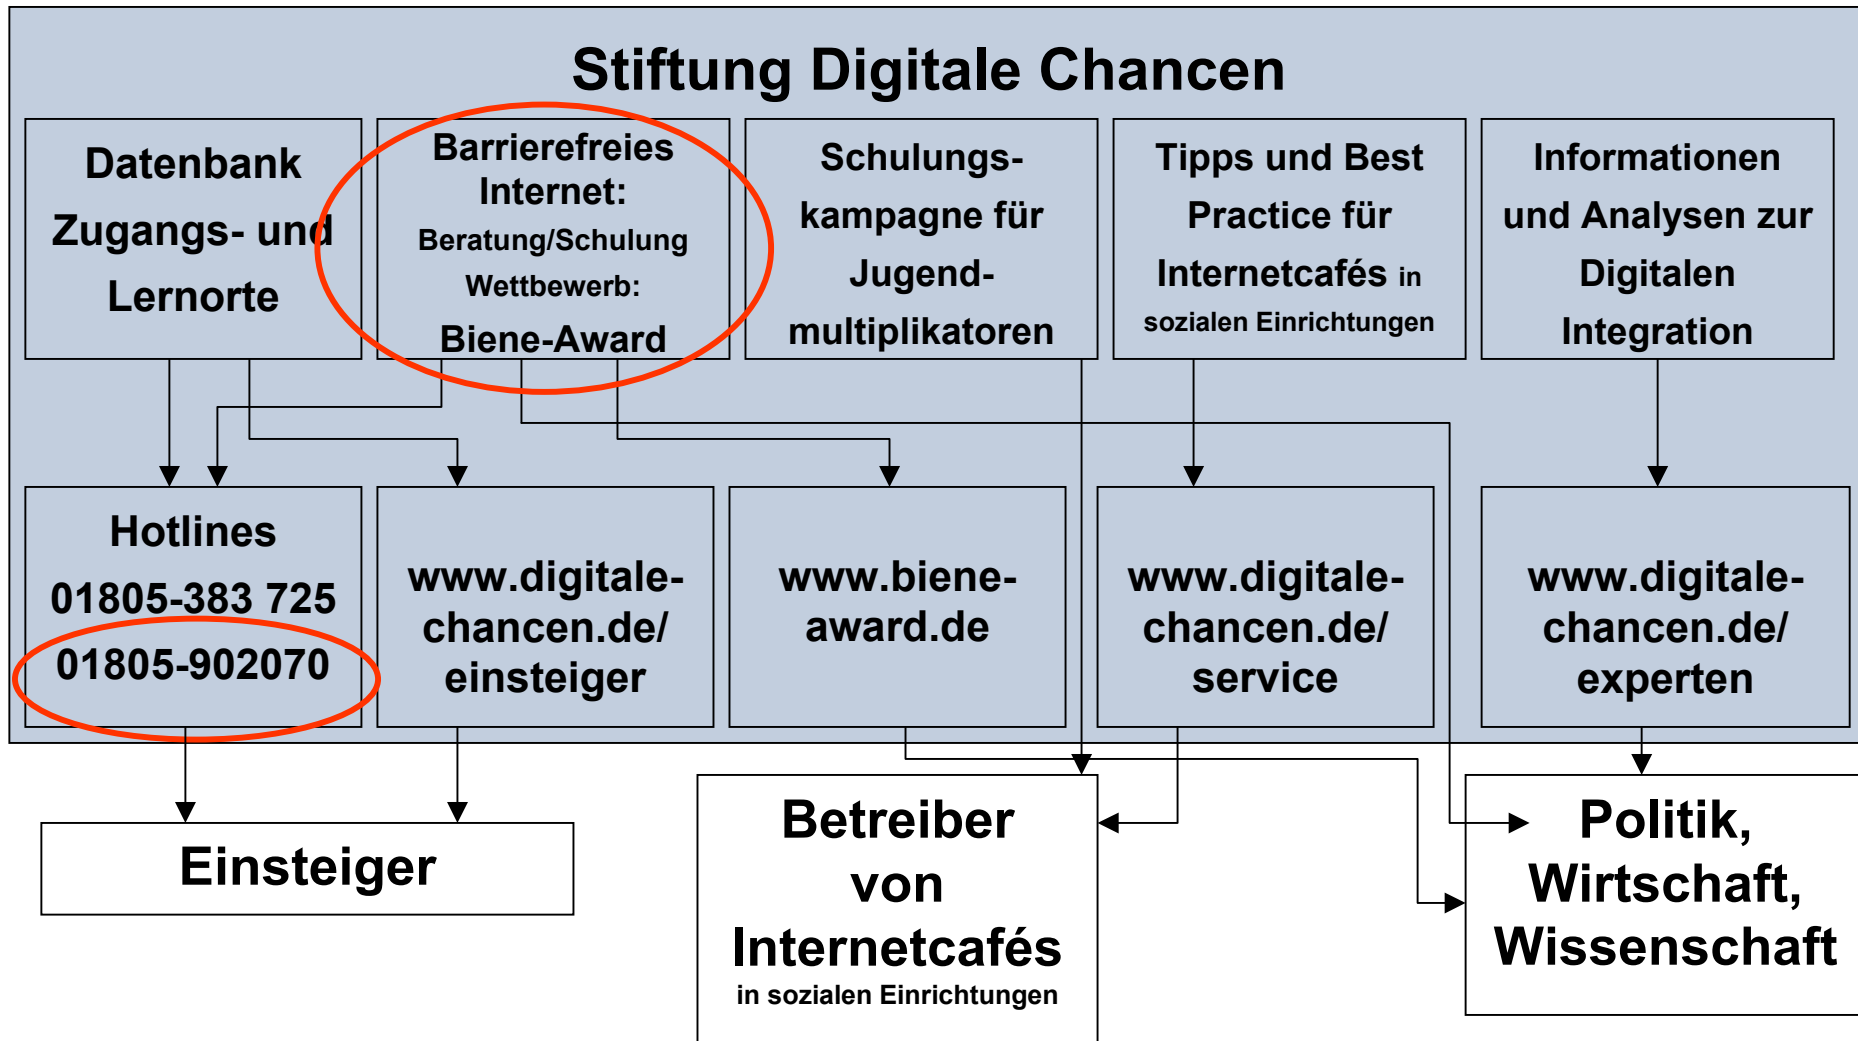 Stiftung Digitale Chancen
Datenbank
Zugangs- und
Lernorte
Barrierefreies
Internet:
Beratung/Schulung
Wettbewerb:
Biene-Award
Schulungs-
kampagne für
Jugend-
multiplikatoren
Tipps und Best
Practice für
Internetcafés in
sozialen Einrichtungen
Informationen
und Analysen zur
Digitalen
Integration
Hotlines
01805-383 725
01805-902070
www.digitale-
chancen.de/
einsteiger
www.biene-
award.de
www.digitale-
chancen.de/
service
www.digitale-
chancen.de/
experten
Einsteiger
Betreiber
von
Internetcafés
in sozialen Einrichtungen
Politik,
Wirtschaft,
Wissenschaft